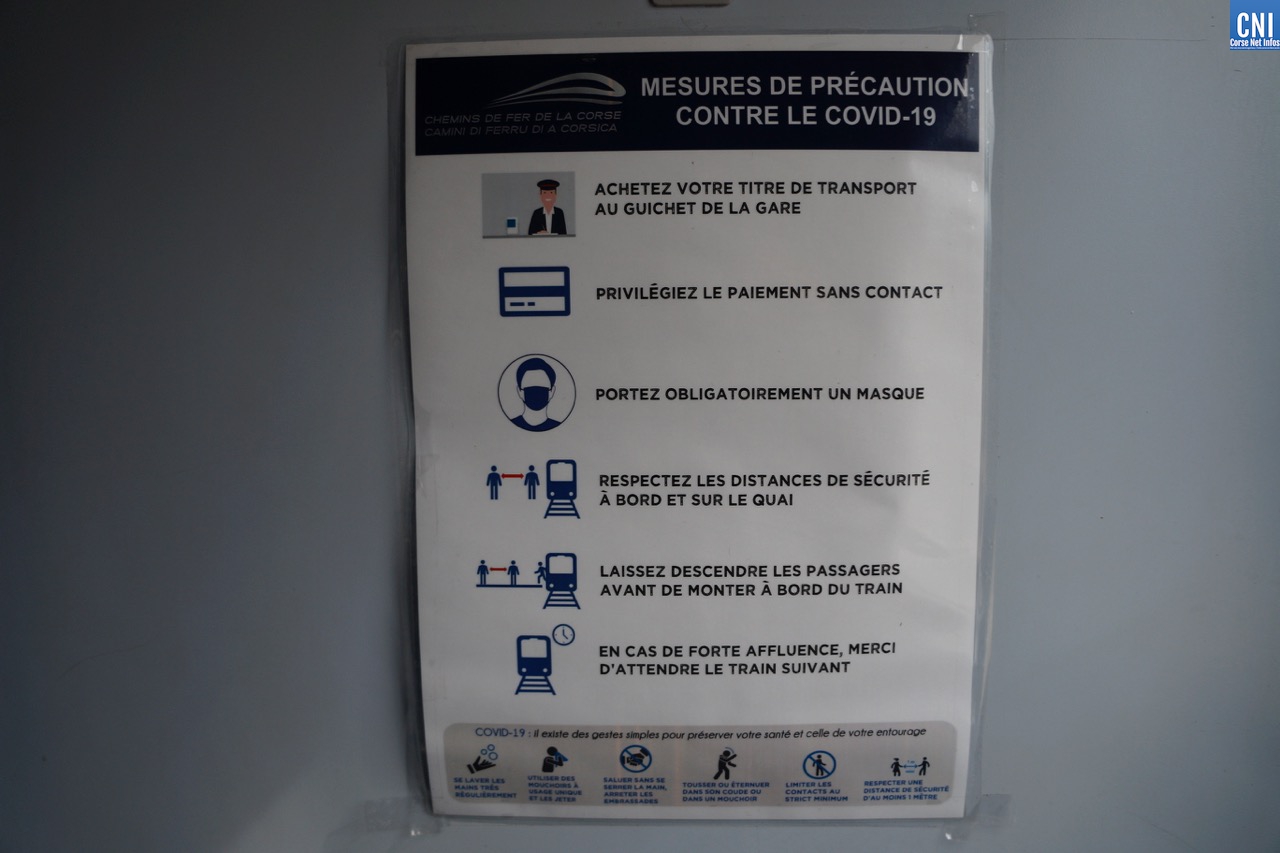 CNI
Corse Net Infos
CHEMINS DE FER DE LA CORSE
CAMINI DI FERRU DI A CORSICA
MESURES DE PRÉCAUTION
CONTRE LE COVID-19
ACHETEZ VOTRE TITRE DE TRANSPORT
AU GUICHET DE LA GARE
PRIVILÉGIEZ LE PAIEMENT SANS CONTACT
PORTEZ OBLIGATOIREMENT UN MASQUE
RESPECTEZ LES DISTANCES DE SÉCURITÉ
À BORD ET SUR LE QUAI
LAISSEZ DESCENDRE LES PASSAGERS
AVANT DE MONTER À BORD DU TRAIN
EN CAS DE FORTE AFFLUENCE, MERCI
D'ATTENDRE LE TRAIN SUIVANT
COVID-19 : il existe des gestes simples pour préserver votre santé et celle de votre entourage
SE LAVER LES
MAINS TRÈS
RÉGULIÈREMENT
UTILISER DES
MOUCHOIRS À
USAGE UNIQUE
ET LES JETER
SALUER SANS SE
SERRER LA MAIN,
ARRETER LES
EMBRASSADES
TOUSSER OU ÉTERNUER
DANS SON COUDE OU
DANS UN MOUCHOIR
LIMITER LES
CONTACTS AU
STRICT MINIMUM
RESPECTER UNE
DISTANCE DE SÉCURITÉ
D'AU MOINS 1 MÈTRE